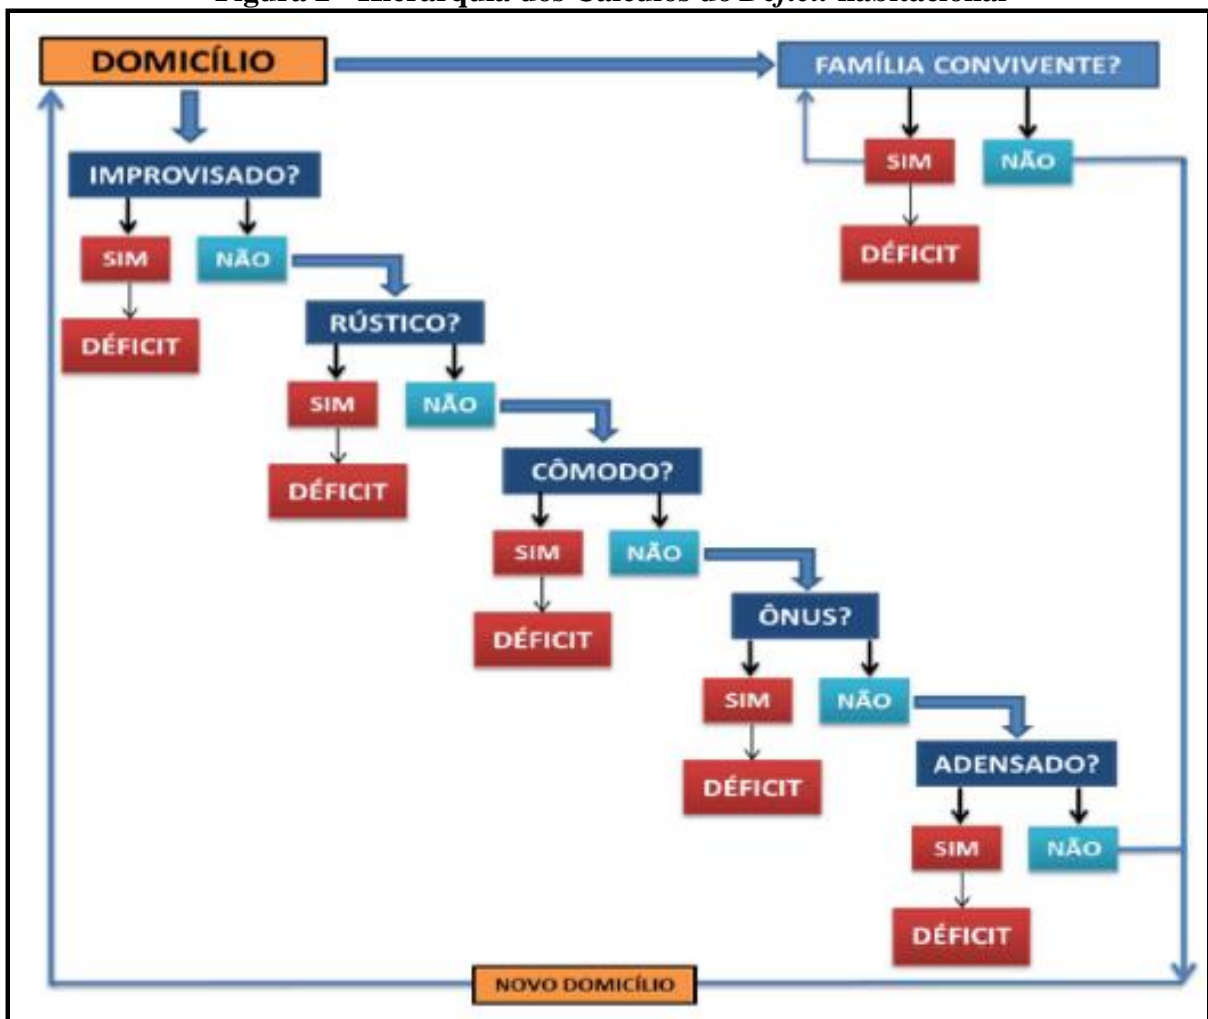 DOMICÍLIO
FAMÍLIA CONVIVENTE?
SIM
NÃO
DÉFICIT
IMPROVISADO?
SIM
NÃO
DÉFICIT
RÚSTICO?
SIM
NÃO
DÉFICIT
CÔMODO?
SIM
NÃO
DÉFICIT
ÔNUS?
SIM
NÃO
DÉFICIT
ADENSADO?
SIM
NÃO
DÉFICIT
NOVO DOMICÍLIO